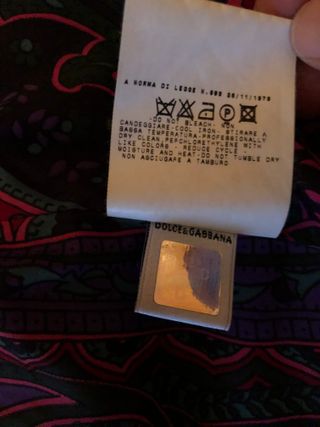 A NORMA DI LEGGE N.883 26/11/1973
P
DO NOT BLEACH - NON
CANDEGGIARE-COOL IRON- STIRARE A
BASSA TEMPERATURA-PROFESSIONALLY
DRY CLEAN, PERCHLORETHYLENE WITH
LIKE COLORS - REDUCE CYCLE -
MOISTURE AND HEAT-DO NOT TUMBLE DRY
NON ASCIUGARE A TAMBURO
DOLCE&GABBANA